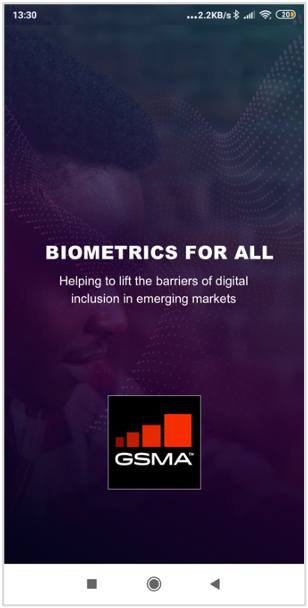 13:30
...2.2KB/s
20
BIOMETRICS FOR ALL
Helping to lift the barriers of digital
inclusion in emerging markets
GSMA™